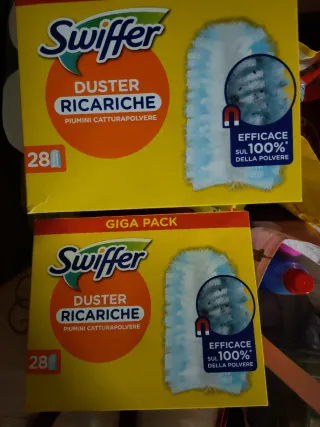 Swiffer
DUSTER
RICARICHE
PIUMINI CATTURAPOLVERE
EFFICACE
SUL 100%*
DELLA POLVERE
28
GIGA PACK
Swiffer
DUSTER
RICARICHE
PIUMINI CATTURAPOLVERE
EFFICACE
SUL 100%*
DELLA POLVERE
28